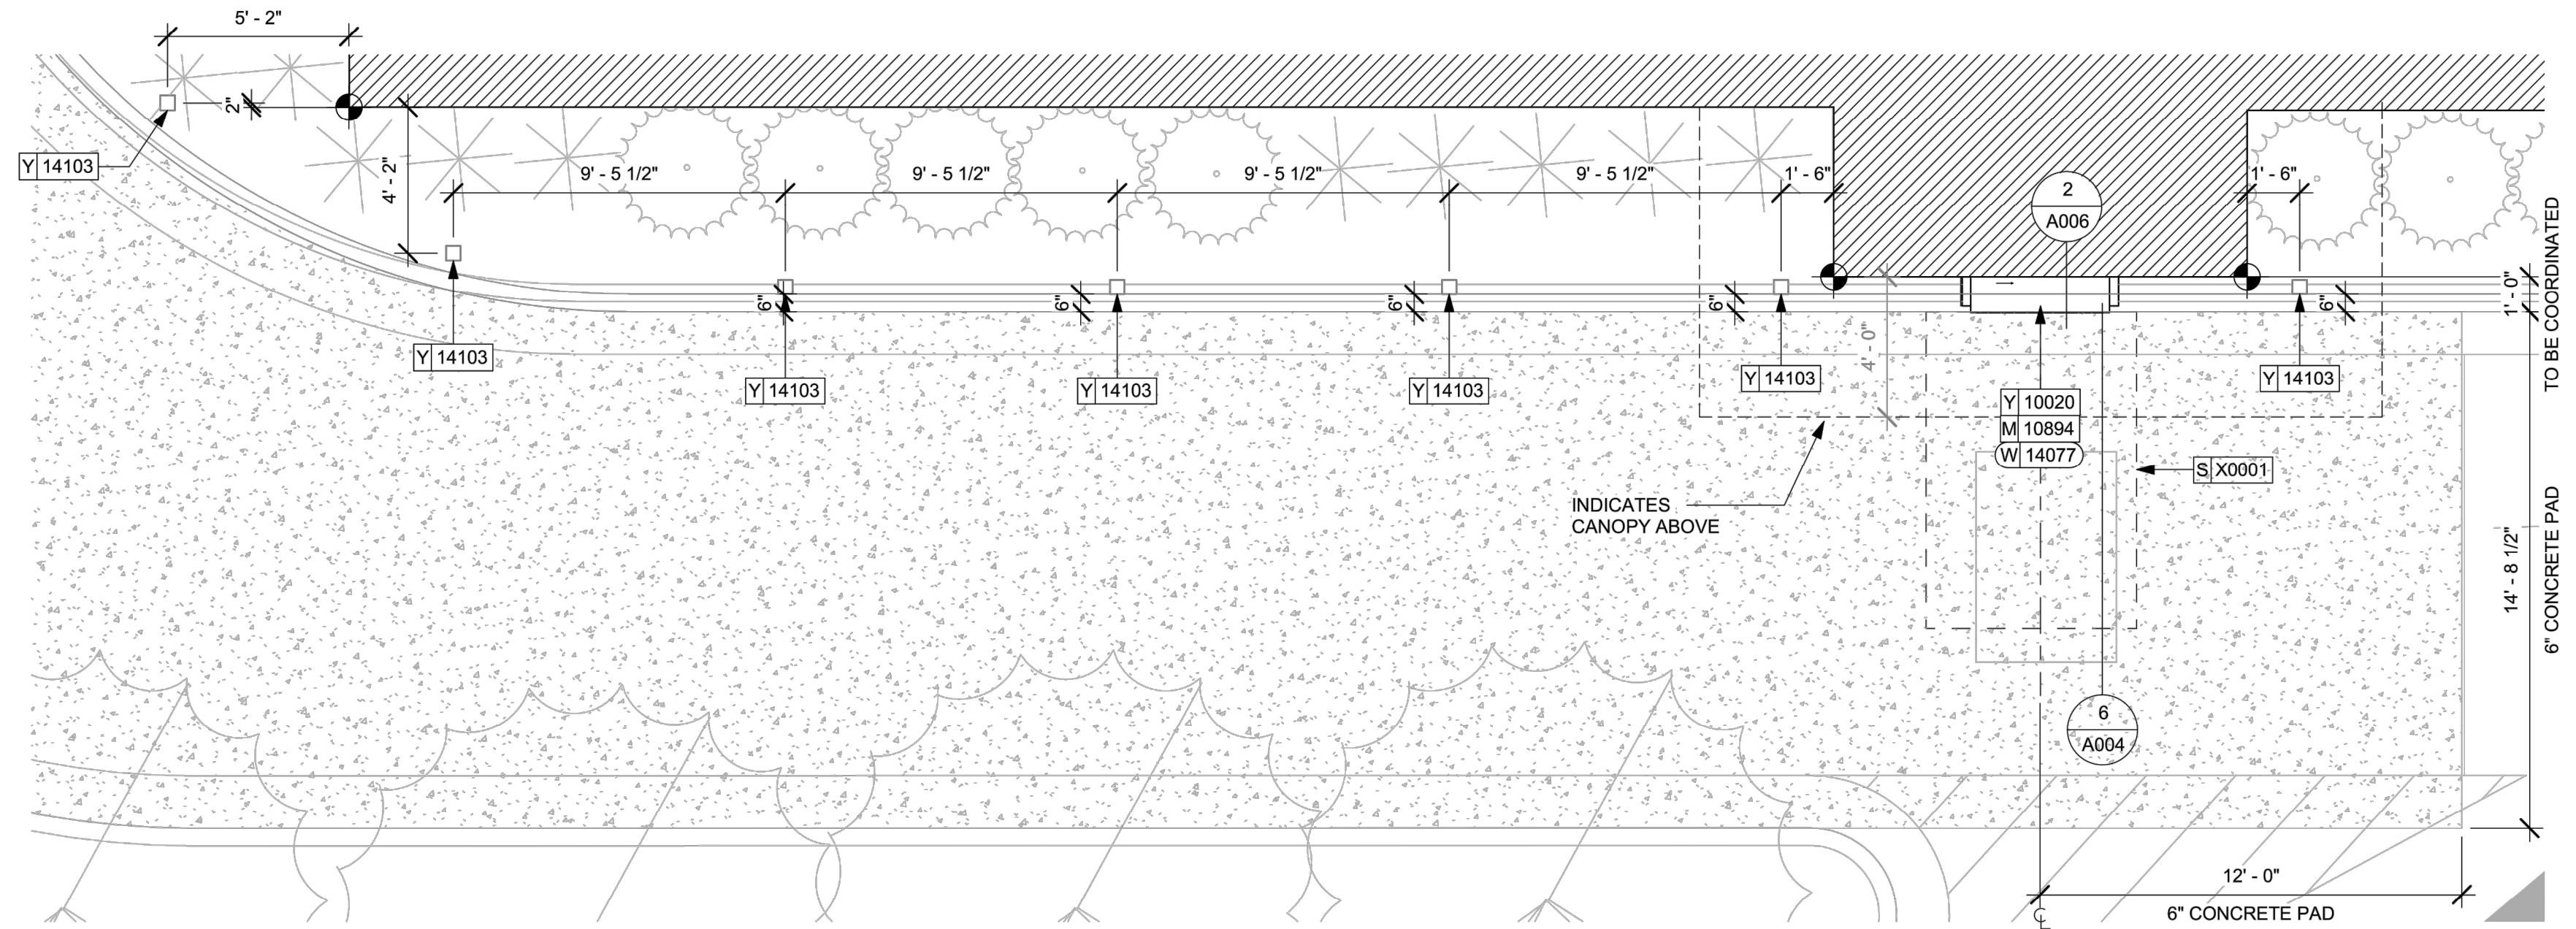 5' - 2"
2"
Y 14103
4' - 2"
9' - 5 1/2"
9' - 5 1/2"
9' - 5 1/2"
9' - 5 1/2"
1' - 6"
2
A006
1' - 6"
6"
6"
6"
6"
6"
1' - 0"
TO BE COORDINATED
Y 14103
Y 14103
Y 14103
Y 14103
Y 14103
4' - 0"
Y 10020
M 10894
W 14077
Y 14103
S X0001
INDICATES
CANOPY ABOVE
14' - 8 1/2"
6" CONCRETE PAD
6
A004
12' - 0"
6" CONCRETE PAD
CL